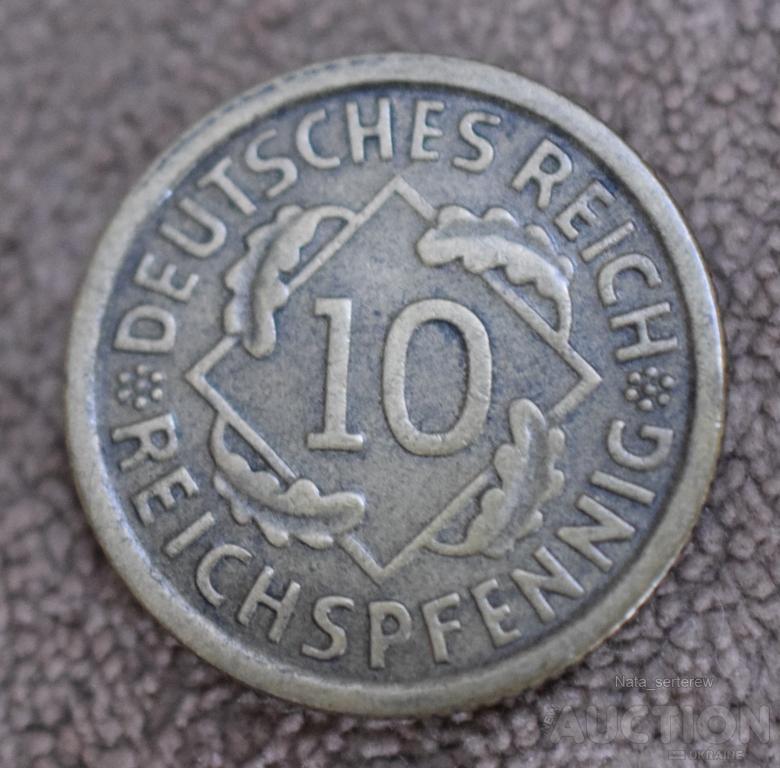 DEUTSCHES REICH
10
REICHSPFENNIG
Nata_serterew
AUCTION
UKRAINE